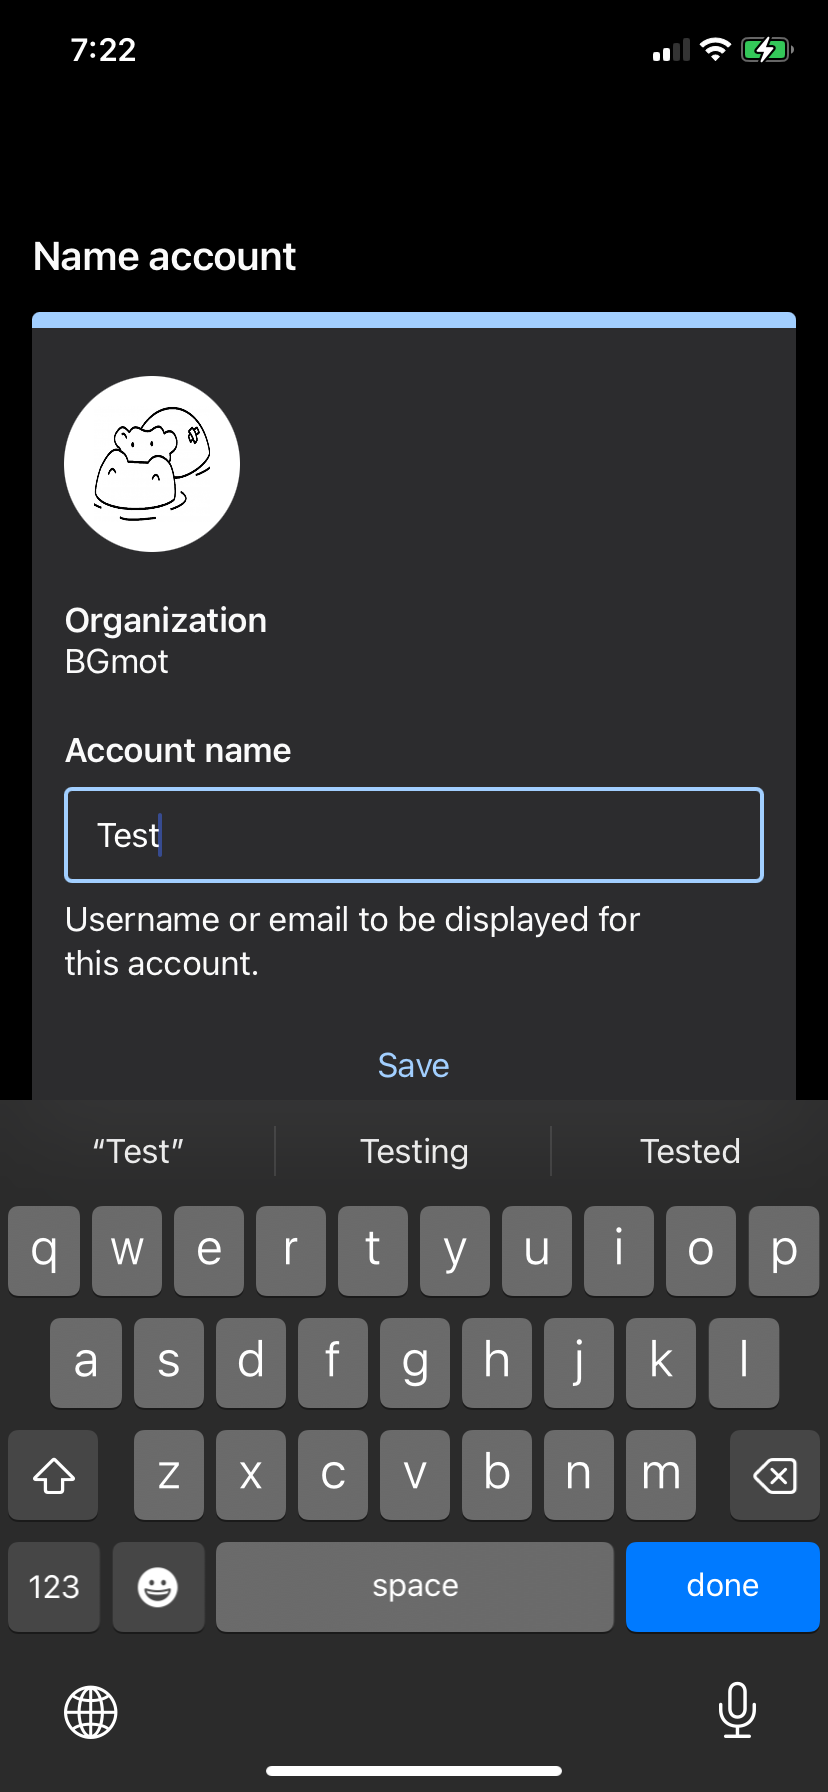 7:22
Name account
Organization
BGmot
Account name
Test
Username or email to be displayed for
this account.
Save
“Test” Testing Tested
q w e r t y u i o p
a s d f g h j k l
z x c v b n m
123 space done